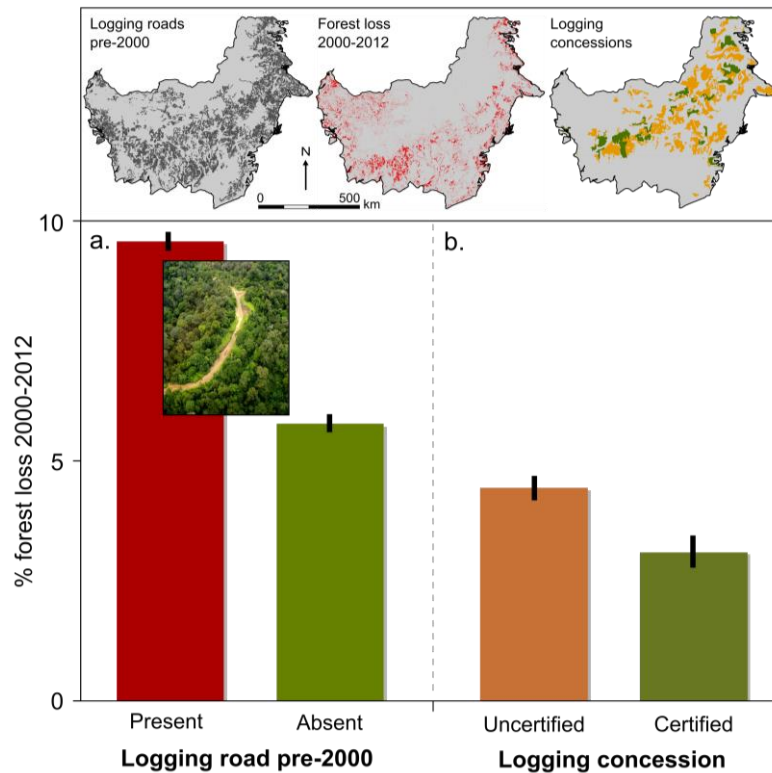 Logging roads
pre-2000
Forest loss
2000-2012
Logging
concessions
N
0 500
km
10
a.
b.
5
0
% forest loss 2000-2012
Present
Absent
Uncertified
Certified
Logging road pre-2000
Logging concession